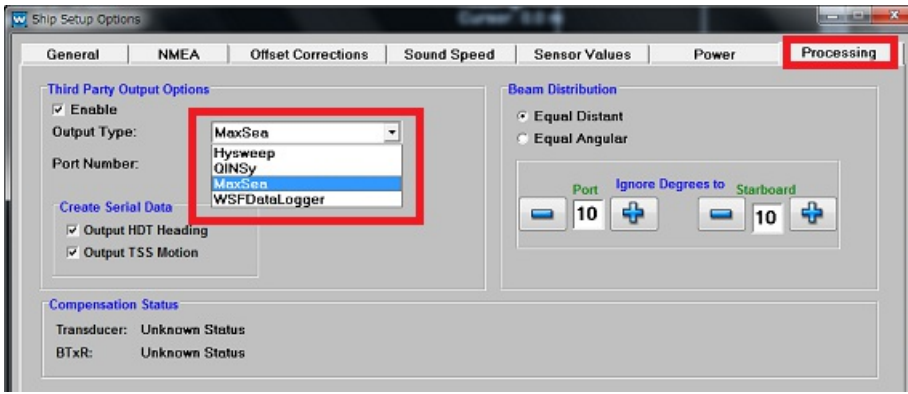 Ship Setup Options
Cursor 0.0
General NMEA Offset Corrections Sound Speed Sensor Values Power Processing
Third Party Output Options
Enable
Output Type: MaxSea
Hysweep
QINSy
MaxSea
WSFDataLogger
Port Number:
Create Serial Data
Output HDT Heading
Output TSS Motion
Beam Distribution
Equal Distant
Equal Angular
Port Ignore Degrees to Starboard
10 10
Compensation Status
Transducer: Unknown Status
BTxR: Unknown Status